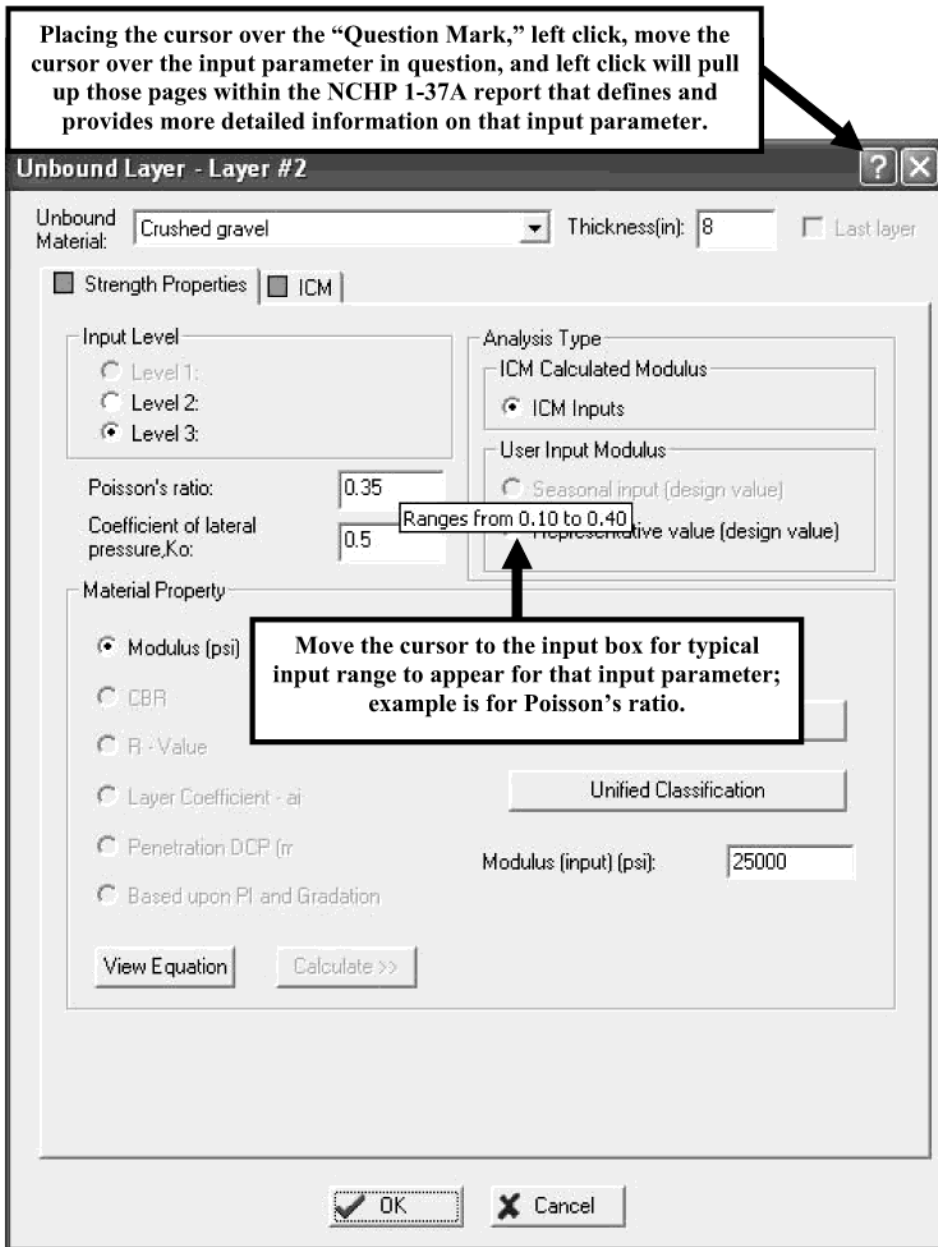 Placing the cursor over the “Question Mark,” left click, move the
cursor over the input parameter in question, and left click will pull
up those pages within the NCHP 1-37A report that defines and
provides more detailed information on that input parameter.
Unbound Layer - Layer #2
Unbound
Material:
Crushed gravel
Thickness(in): 8
Last layer
Strength Properties
ICM
Input Level
Level 1:
Level 2:
Level 3:
Analysis Type
ICM Calculated Modulus
ICM Inputs
User Input Modulus
Seasonal input (design value)
Representative value (design value)
Poisson's ratio: 0.35
Ranges from 0.10 to 0.40
Coefficient of lateral
pressure,Ko: 0.5
Material Property
Modulus (psi)
CBR
R - Value
Layer Coefficient - ai
Penetration DCP (m
Based upon PI and Gradation
Move the cursor to the input box for typical
input range to appear for that input parameter;
example is for Poisson’s ratio.
Unified Classification
Modulus (input) (psi): 25000
View Equation
Calculate >>
OK
Cancel